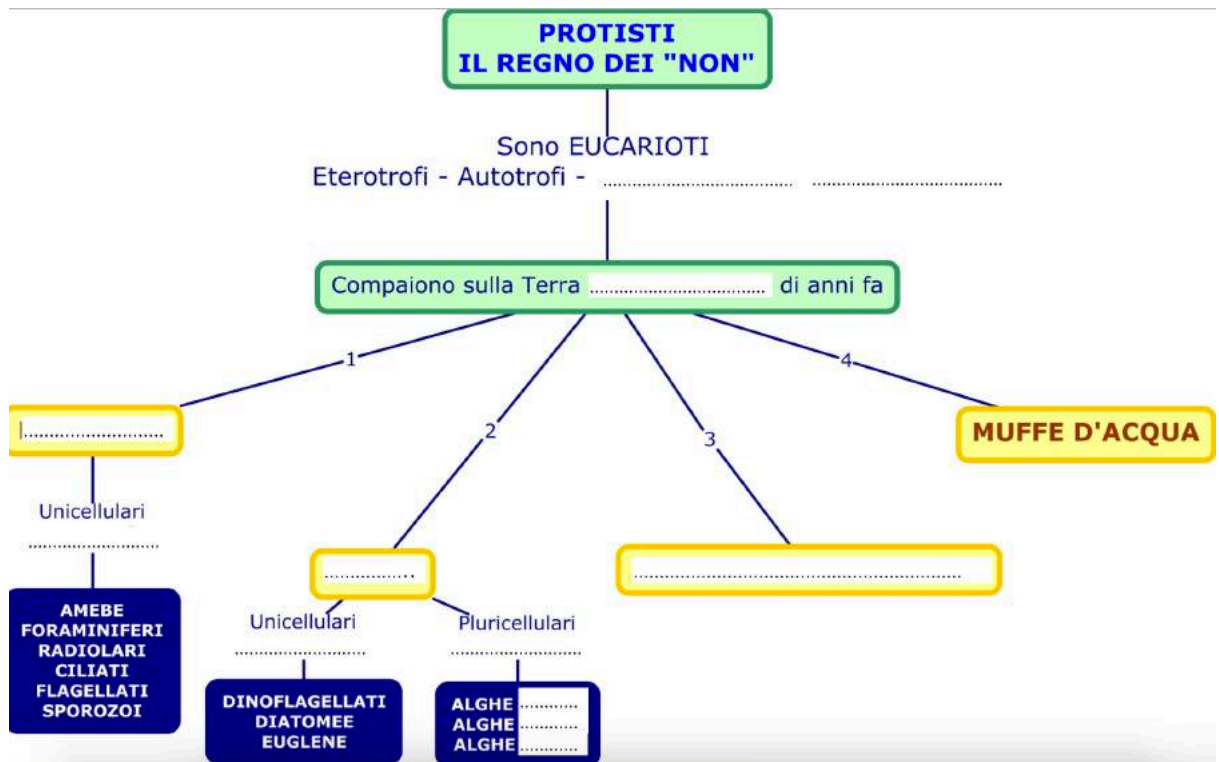 PROTISTI
IL REGNO DEI "NON"
Sono EUCARIOTI
Eterotrofi - Autotrofi - .................................... ....................................
Compaiono sulla Terra .................................... di anni fa
1
2
3
4
...........................
MUFFE D'ACQUA
Unicellulari
.........................
.................
...............................................................
AMEBE
FORAMINIFERI
RADIOLARI
CILIATI
FLAGELLATI
SPOROZOI
Unicellulari
.........................
Pluricellulari
.........................
DINOFLAGELLATI
DIATOMEE
EUGLENE
ALGHE ............
ALGHE ............
ALGHE ............